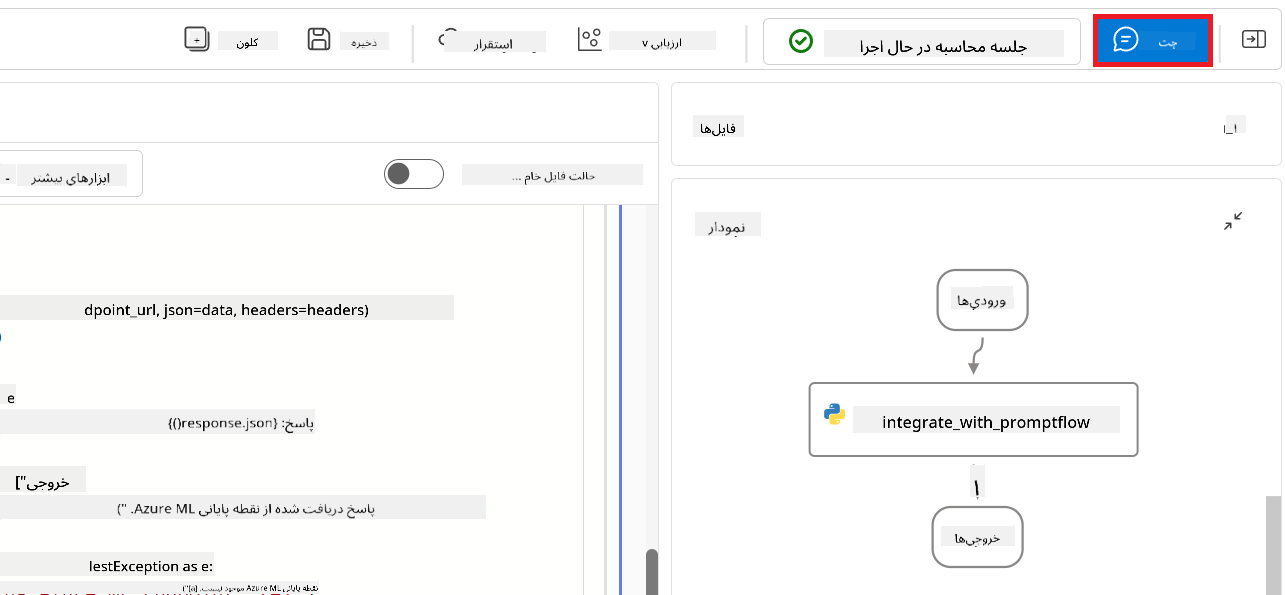 کلون
ذخیره
استقرار
ارزیابی v
جلسه محاسبه در حال اجرا
چت
فایل‌ها
ابزارهای بیشتر
حالت فایل خام ...
نمودار
ورودی‌ها
dpoint_url, json=data, headers=headers)
e
پاسخ: {response.json()}
integrate_with_promptflow
خروجی"]
پاسخ دریافت شده از نقطه پایانی Azure ML. ")
خروجی‌ها
lestException as e:
نقطه پایانی Azure ML موجود نیست.